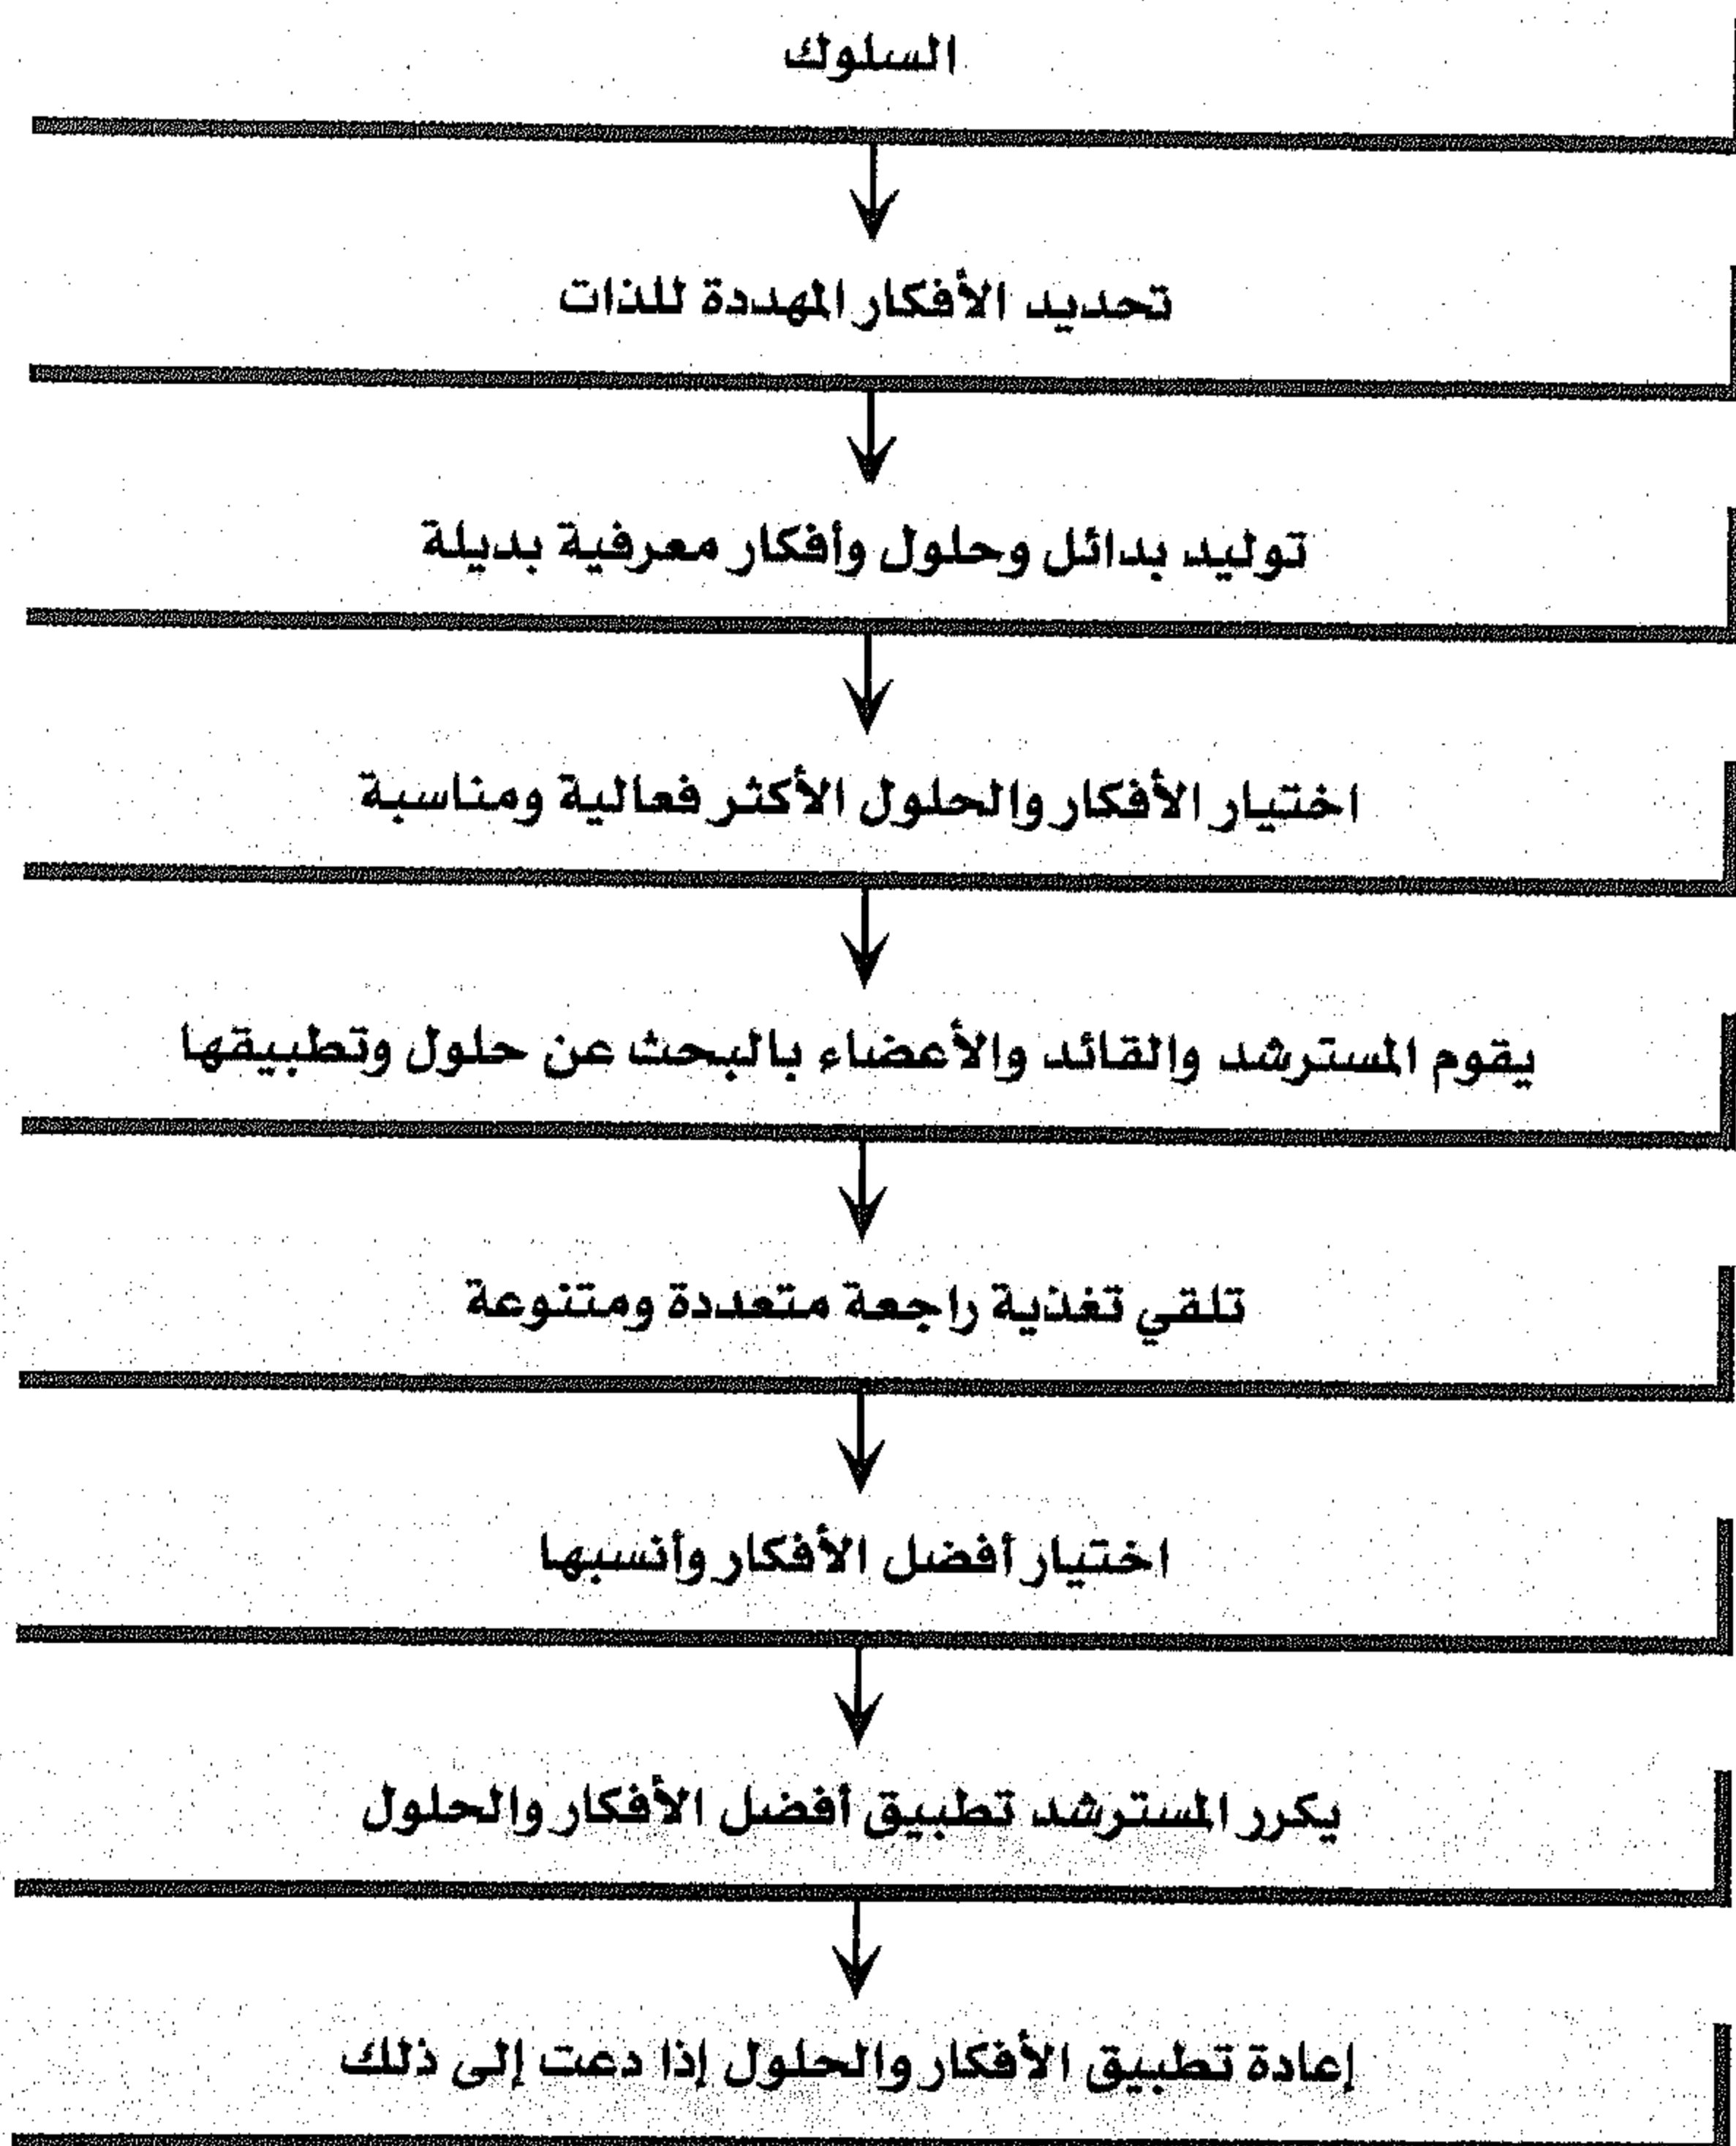 السلوك
تحديد الأفكار المهددة للذات
توليد بدائل وحلول وأفكار معرفية بديلة
اختيار الأفكار والحلول الأكثر فعالية ومناسبة
يقوم المسترشد والقائد والأعضاء بالبحث عن حلول وتطبيقها
تلقي تغذية راجعة متعددة ومتنوعة
اختيار أفضل الأفكار وأنسبها
يكرر المسترشد تطبيق أفضل الأفكار والحلول
إعادة تطبيق الأفكار والحلول إذا دعت إلى ذلك